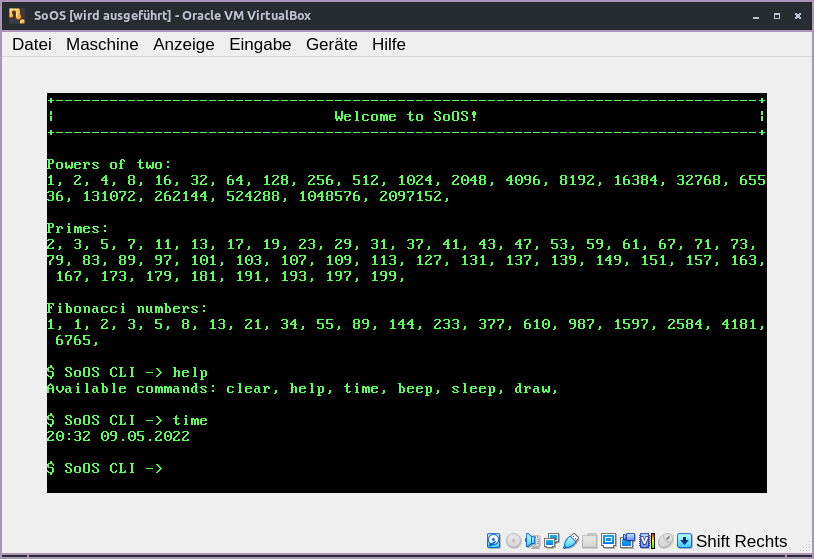 SoOS [wird ausgeführt] - Oracle VM VirtualBox
Datei Maschine Anzeige Eingabe Geräte Hilfe
+------------------------------------------------------------------------------+
| Welcome to SoOS! |
+------------------------------------------------------------------------------+
Powers of two:
1, 2, 4, 8, 16, 32, 64, 128, 256, 512, 1024, 2048, 4096, 8192, 16384, 32768, 655
36, 131072, 262144, 524288, 1048576, 2097152,
Primes:
2, 3, 5, 7, 11, 13, 17, 19, 23, 29, 31, 37, 41, 43, 47, 53, 59, 61, 67, 71, 73,
79, 83, 89, 97, 101, 103, 107, 109, 113, 127, 131, 137, 139, 149, 151, 157, 163,
167, 173, 179, 181, 191, 193, 197, 199,
Fibonacci numbers:
1, 1, 2, 3, 5, 8, 13, 21, 34, 55, 89, 144, 233, 377, 610, 987, 1597, 2584, 4181,
6765,
$ SoOS CLI -> help
Available commands: clear, help, time, beep, sleep, draw,
$ SoOS CLI -> time
20:32 09.05.2022
$ SoOS CLI ->
Shift Rechts